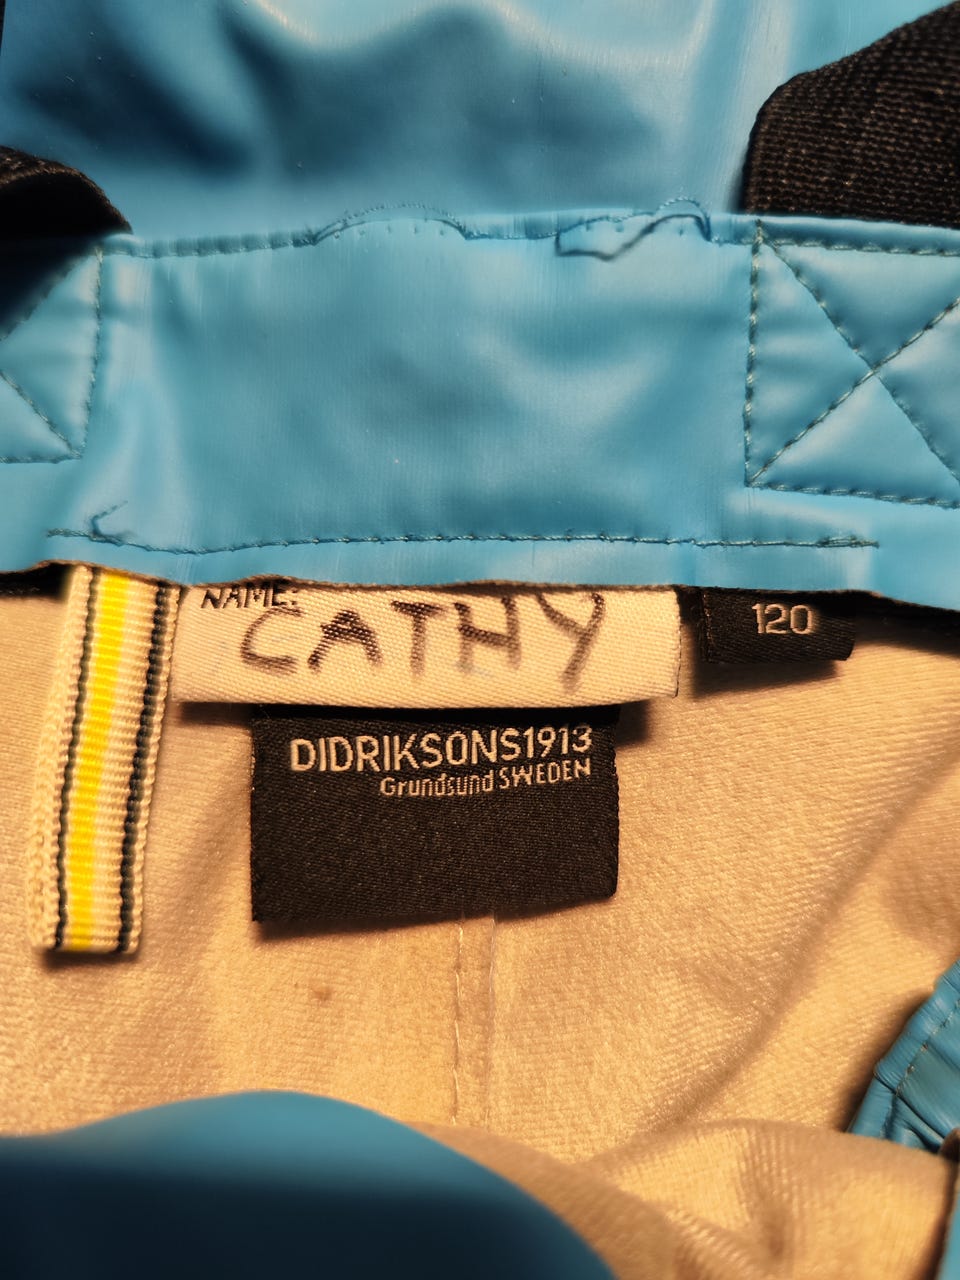 NAME:
CATHY
120
DIDRIKSONS1913
Grundsund SWEDEN